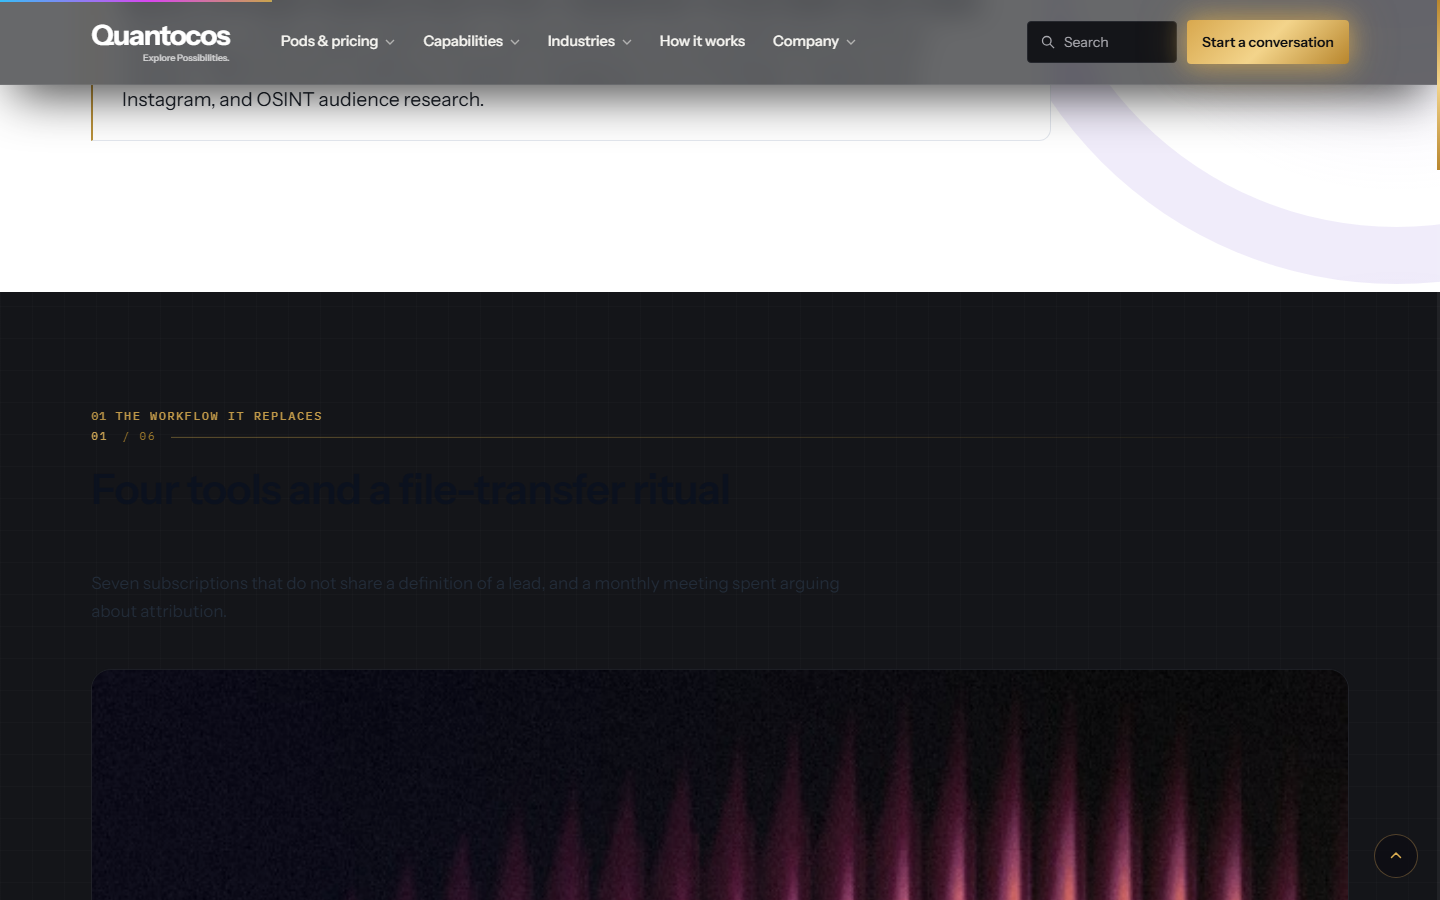 Quantocos
Explore Possibilities.
Pods & pricing
Capabilities
Industries
How it works
Company
Search
Start a conversation
Instagram, and OSINT audience research.
01 THE WORKFLOW IT REPLACES
01 / 06
Four tools and a file-transfer ritual
Seven subscriptions that do not share a definition of a lead, and a monthly meeting spent arguing
about attribution.